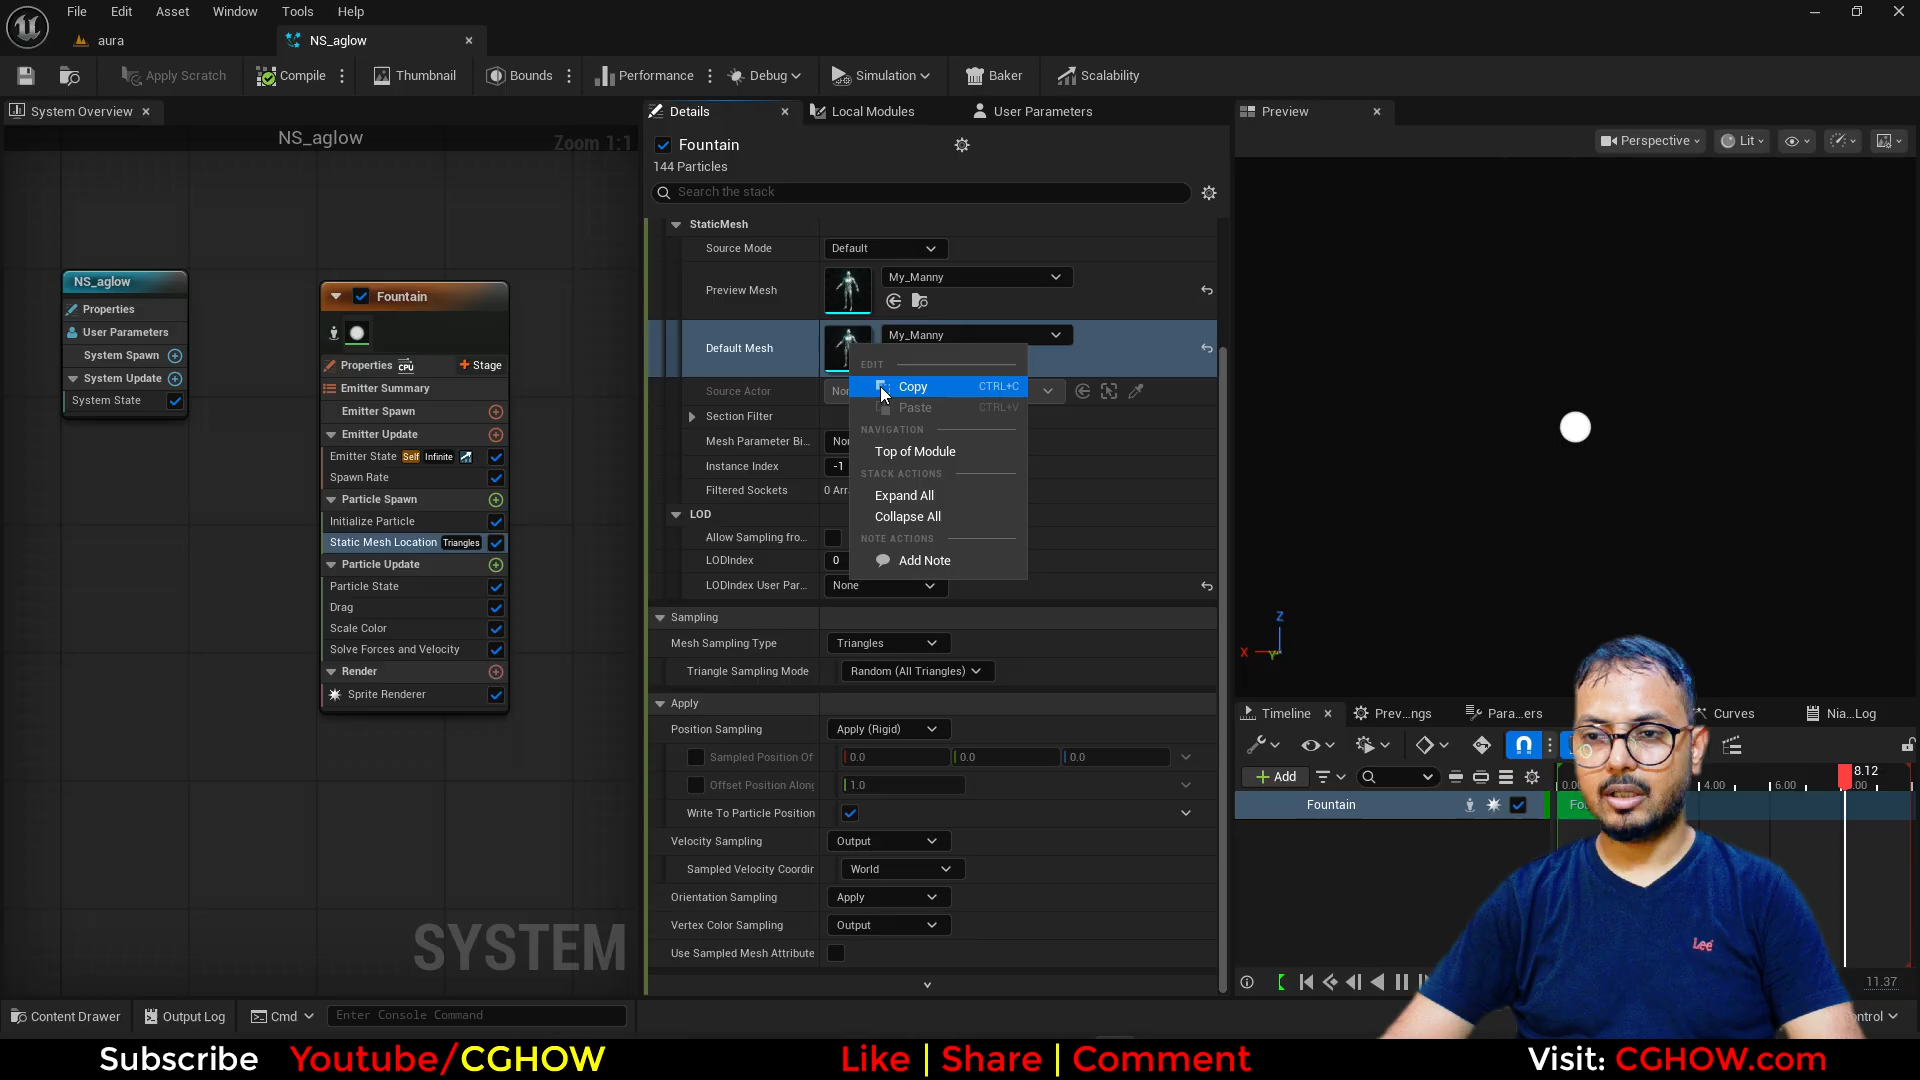 File Edit Asset Window Tools Help
aura
NS_aglow
Apply Scratch
Compile
Thumbnail
Bounds
Performance
Debug
Simulation
Baker
Scalability
System Overview
Details
Local Modules
User Parameters
Preview
NS_aglow
Zoom 1:1
Fountain
144 Particles
Search the stack
Perspective
Lit
StaticMesh
Source Mode
Default
Preview Mesh
My_Manny
Default Mesh
My_Manny
Source Actor
Section Filter
Mesh Parameter Bi...
Instance Index
-1
Filtered Sockets
LOD
Allow Sampling fro...
LODIndex
0
LODIndex User Par...
None
EDIT
Copy CTRL+C
Paste CTRL+V
NAVIGATION
Top of Module
STACK ACTIONS
Expand All
Collapse All
NOTE ACTIONS
Add Note
Sampling
Mesh Sampling Type
Triangles
Triangle Sampling Mode
Random (All Triangles)
Apply
Position Sampling
Apply (Rigid)
Sampled Position Of
0.0
0.0
0.0
Offset Position Along
1.0
Write To Particle Position
Velocity Sampling
Output
Sampled Velocity Coordir
World
Orientation Sampling
Apply
Vertex Color Sampling
Output
Use Sampled Mesh Attribute
NS_aglow
Properties
User Parameters
System Spawn
System Update
System State
Fountain
Properties
CPU
Stage
Emitter Summary
Emitter Spawn
Emitter Update
Emitter State Self Infinite
Spawn Rate
Particle Spawn
Initialize Particle
Static Mesh Location Triangles
Particle Update
Particle State
Drag
Scale Color
Solve Forces and Velocity
Render
Sprite Renderer
SYSTEM
Z
X
Y
Timeline
Prev...ngs
Para...ers
Curves
Nia...Log
Add
8.12
4.00
6.00
Fountain
11.37
Lee
Content Drawer
Output Log
Cmd
Enter Console Command
Subscribe Youtube/CGHOW
Like | Share | Comment
Visit: CGHOW.com